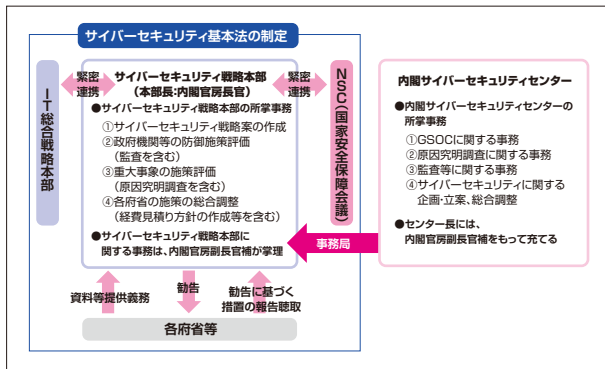 サイバーセキュリティ基本法の制定
IT総合戦略本部
緊密
連携
サイバーセキュリティ戦略本部
(本部長:内閣官房長官)
●サイバーセキュリティ戦略本部の所掌事務
①サイバーセキュリティ戦略案の作成
②政府機関等の防御施策評価
(監査を含む)
③重大事象の施策評価
(原因究明調査を含む)
④各府省の施策の総合調整
(経費見積り方針の作成等を含む)
●サイバーセキュリティ戦略本部に
関する事務は、内閣官房副長官補が掌理
緊密
連携
NSC(国家安全保障会議)
内閣サイバーセキュリティセンター
●内閣サイバーセキュリティセンターの
所掌事務
①GSOCに関する事務
②原因究明調査に関する事務
③監査等に関する事務
④サイバーセキュリティに関する
企画・立案、総合調整
●センター長には、
内閣官房副長官補をもって充てる
事務局
資料等提供義務
勧告
勧告に基づく
措置の報告聴取
各府省等